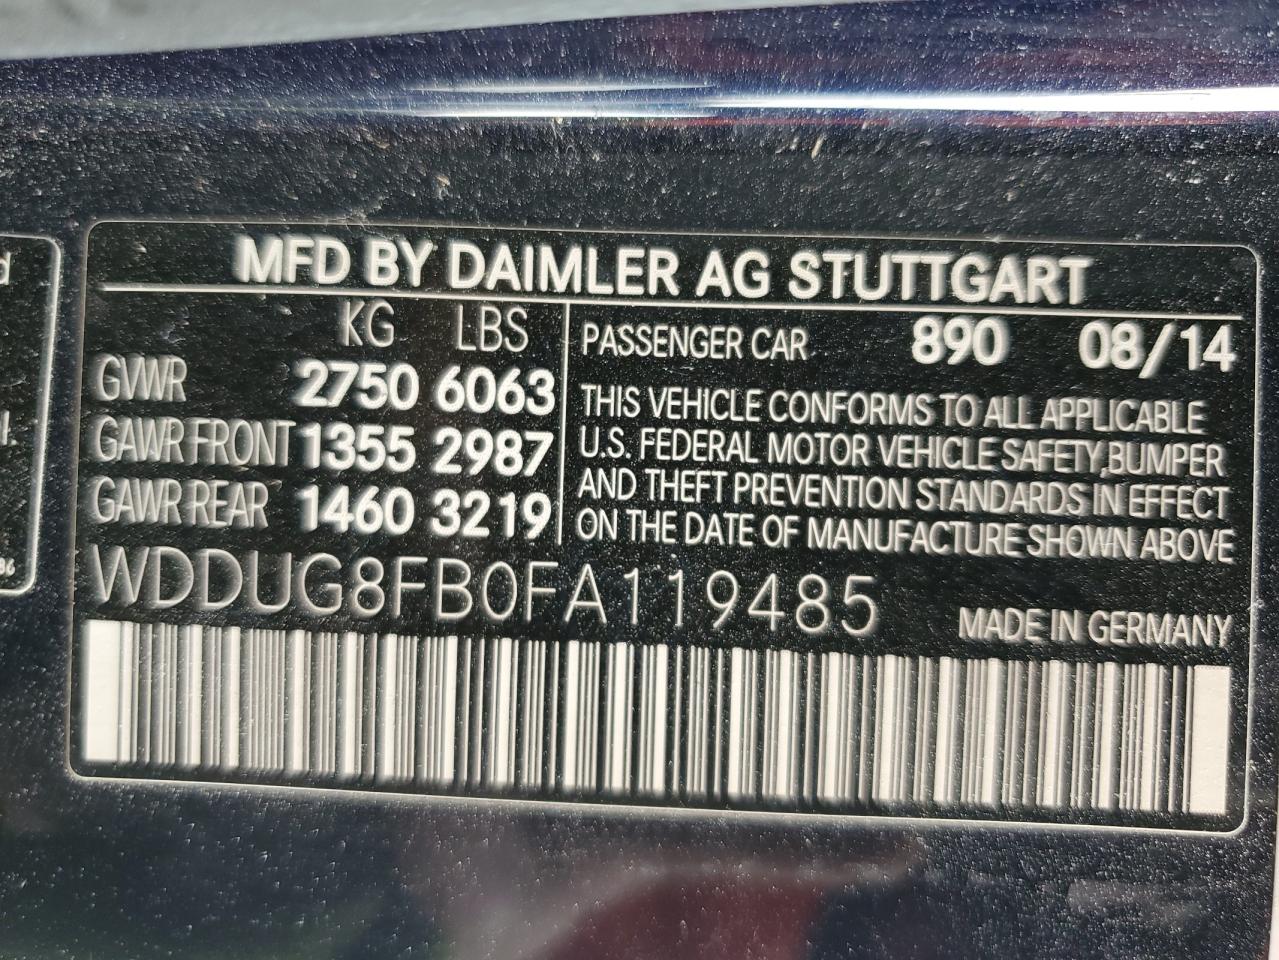 MFD BY DAIMLER AG STUTTGART
KG LBS
GVWR 2750 6063
GAWR FRONT 1355 2987
GAWR REAR 1460 3219
PASSENGER CAR 890 08/14
THIS VEHICLE CONFORMS TO ALL APPLICABLE
U.S. FEDERAL MOTOR VEHICLE SAFETY,BUMPER
AND THEFT PREVENTION STANDARDS IN EFFECT
ON THE DATE OF MANUFACTURE SHOWN ABOVE
WDDUG8FB0FA119485
MADE IN GERMANY